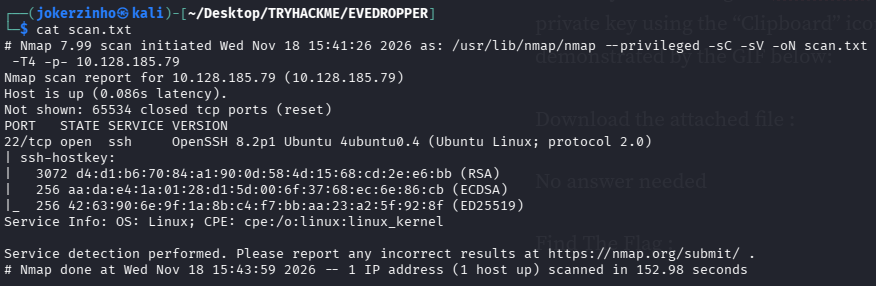 ┌──(jokerzinho㉿kali)-[~/Desktop/TRYHACKME/EVEDROPPER]
└─$ cat scan.txt
# Nmap 7.99 scan initiated Wed Nov 18 15:41:26 2026 as: /usr/lib/nmap/nmap --privileged -sC -sV -oN scan.txt
-T4 -p- 10.128.185.79
Nmap scan report for 10.128.185.79 (10.128.185.79)
Host is up (0.086s latency).
Not shown: 65534 closed tcp ports (reset)
PORT   STATE SERVICE VERSION
22/tcp open  ssh     OpenSSH 8.2p1 Ubuntu 4ubuntu0.4 (Ubuntu Linux; protocol 2.0)
| ssh-hostkey:
|   3072 d4:d1:b6:70:84:a1:90:0d:58:4d:15:68:cd:2e:e6:bb (RSA)
|   256 aa:da:e4:1a:01:28:d1:5d:00:6f:37:68:ec:6e:86:cb (ECDSA)
|_  256 42:63:90:6e:9f:1a:8b:c4:f7:bb:aa:23:a2:5f:92:8f (ED25519)
Service Info: OS: Linux; CPE: cpe:/o:linux:linux_kernel
Service detection performed. Please report any incorrect results at https://nmap.org/submit/ .
# Nmap done at Wed Nov 18 15:43:59 2026 -- 1 IP address (1 host up) scanned in 152.98 seconds
private key using the “Clipboard” ico
demonstrated by the GIF below:
Download the attached file :
No answer needed
Find The Flag :